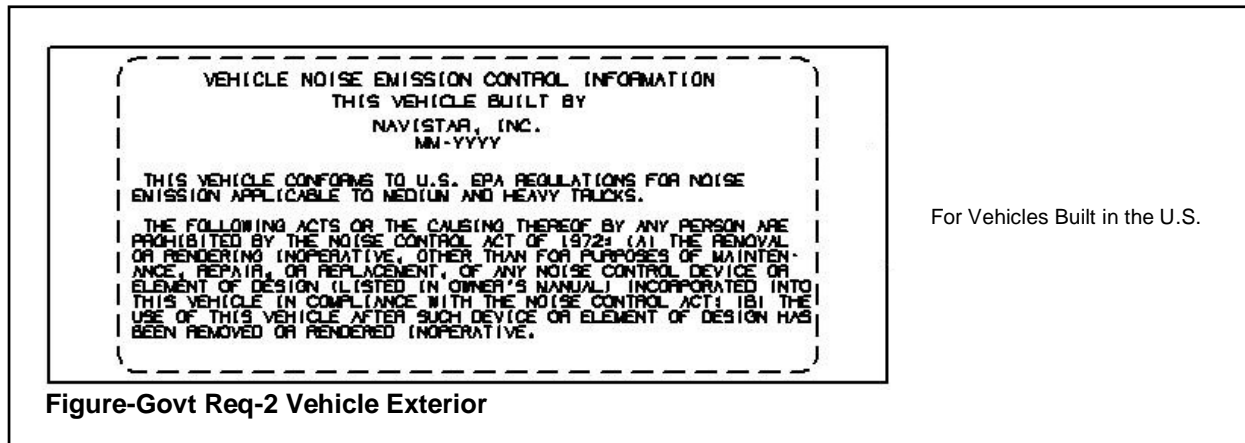 VEHICLE NOISE EMISSION CONTROL INFORMATION
THIS VEHICLE BUILT BY
NAVISTAR, INC.
MM-YYYY
THIS VEHICLE CONFORMS TO U.S. EPA REGULATIONS FOR NOISE
EMISSION APPLICABLE TO MEDIUM AND HEAVY TRUCKS.
THE FOLLOWING ACTS OR THE CAUSING THEREOF BY ANY PERSON ARE
PROHIBITED BY THE NOISE CONTROL ACT OF 1972: (A) THE REMOVAL
OR RENDERING INOPERATIVE, OTHER THAN FOR PURPOSES OF MAINTEN-
ANCE, REPAIR, OR REPLACEMENT, OF ANY NOISE CONTROL DEVICE OR
ELEMENT OF DESIGN (LISTED IN OWNER'S MANUAL) INCORPORATED INTO
THIS VEHICLE IN COMPLIANCE WITH THE NOISE CONTROL ACT: (B) THE
USE OF THIS VEHICLE AFTER SUCH DEVICE OR ELEMENT OF DESIGN HAS
BEEN REMOVED OR RENDERED INOPERATIVE.
For Vehicles Built in the U.S.
Figure-Govt Req-2 Vehicle Exterior